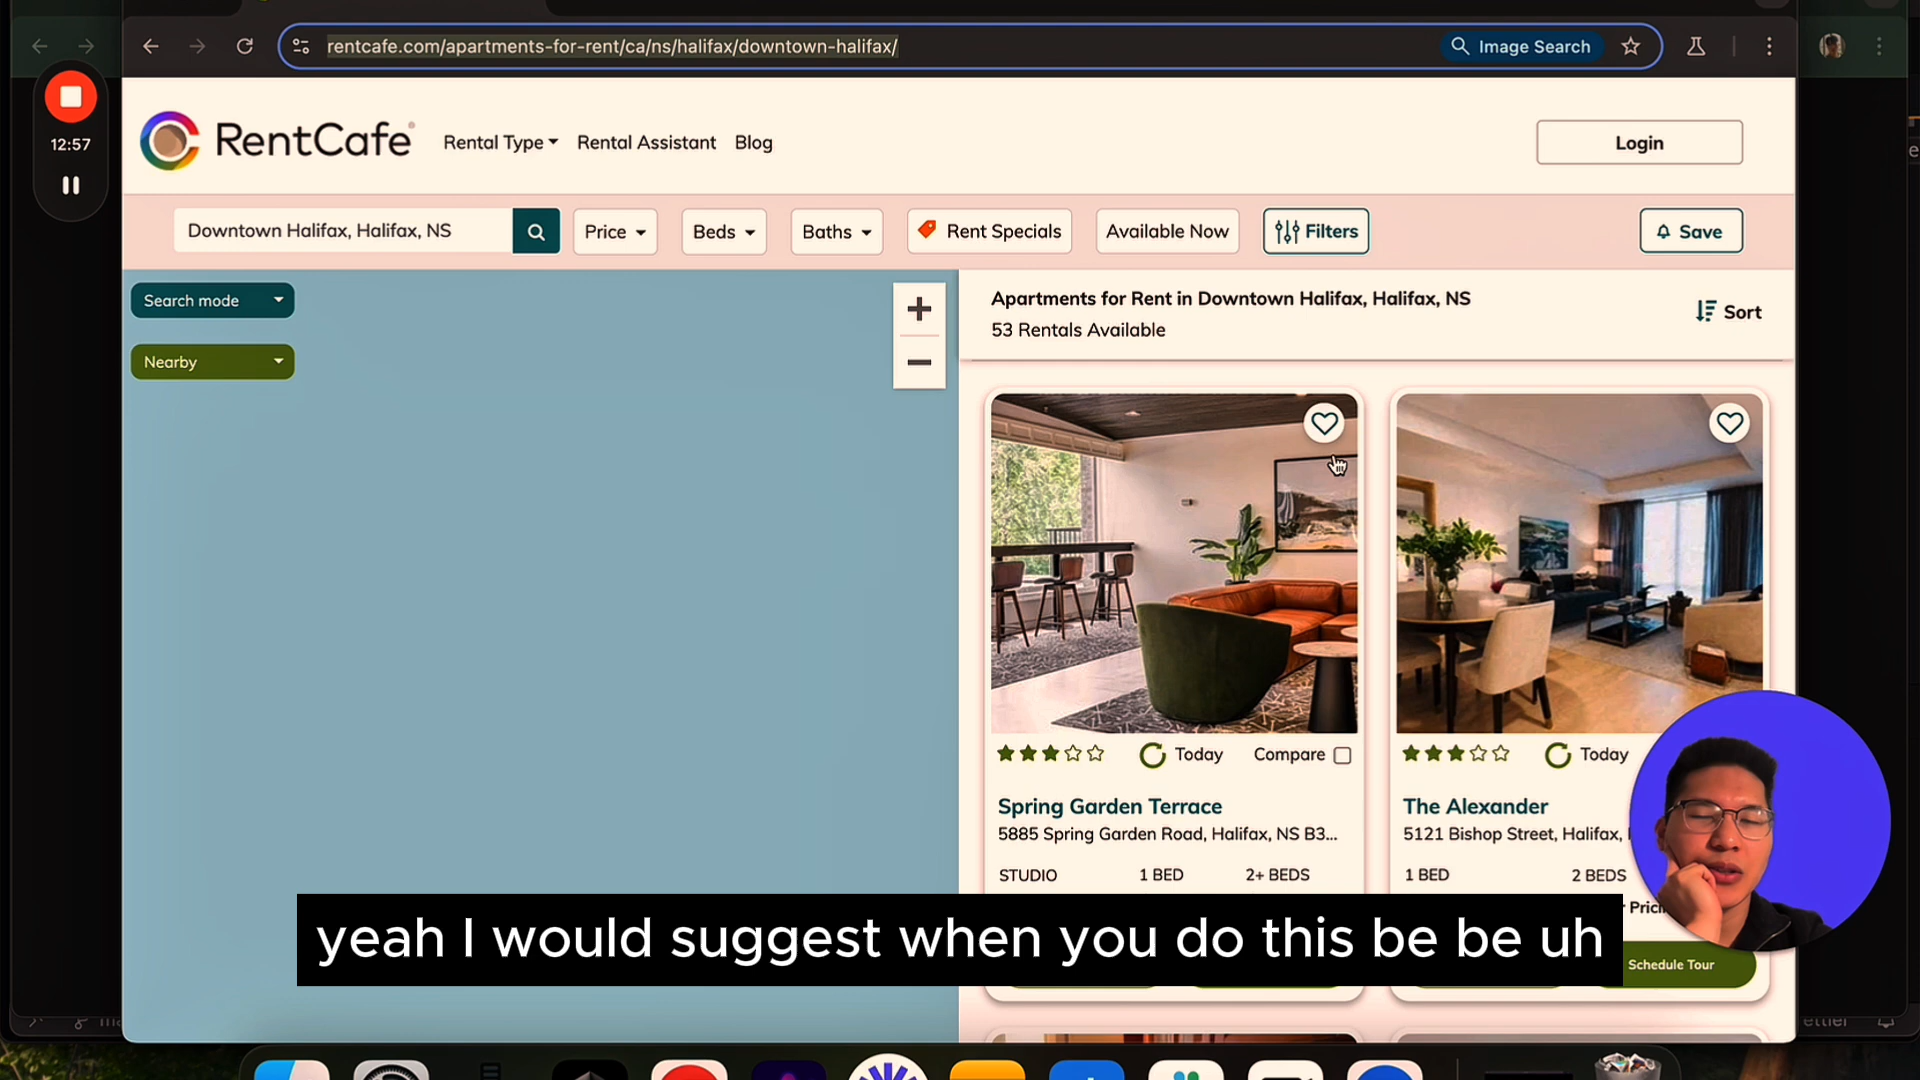 rentcafe.com/apartments-for-rent/ca/ns/halifax/downtown-halifax/
Image Search
12:57
RentCafe
Rental Type
Rental Assistant
Blog
Login
Downtown Halifax, Halifax, NS
Price
Beds
Baths
Rent Specials
Available Now
Filters
Save
Search mode
Nearby
Apartments for Rent in Downtown Halifax, Halifax, NS
53 Rentals Available
Sort
Today
Compare
Today
Spring Garden Terrace
5885 Spring Garden Road, Halifax, NS B3...
STUDIO
1 BED
2+ BEDS
The Alexander
5121 Bishop Street, Halifax,
1 BED
2 BEDS
Schedule Tour
yeah I would suggest when you do this be be uh